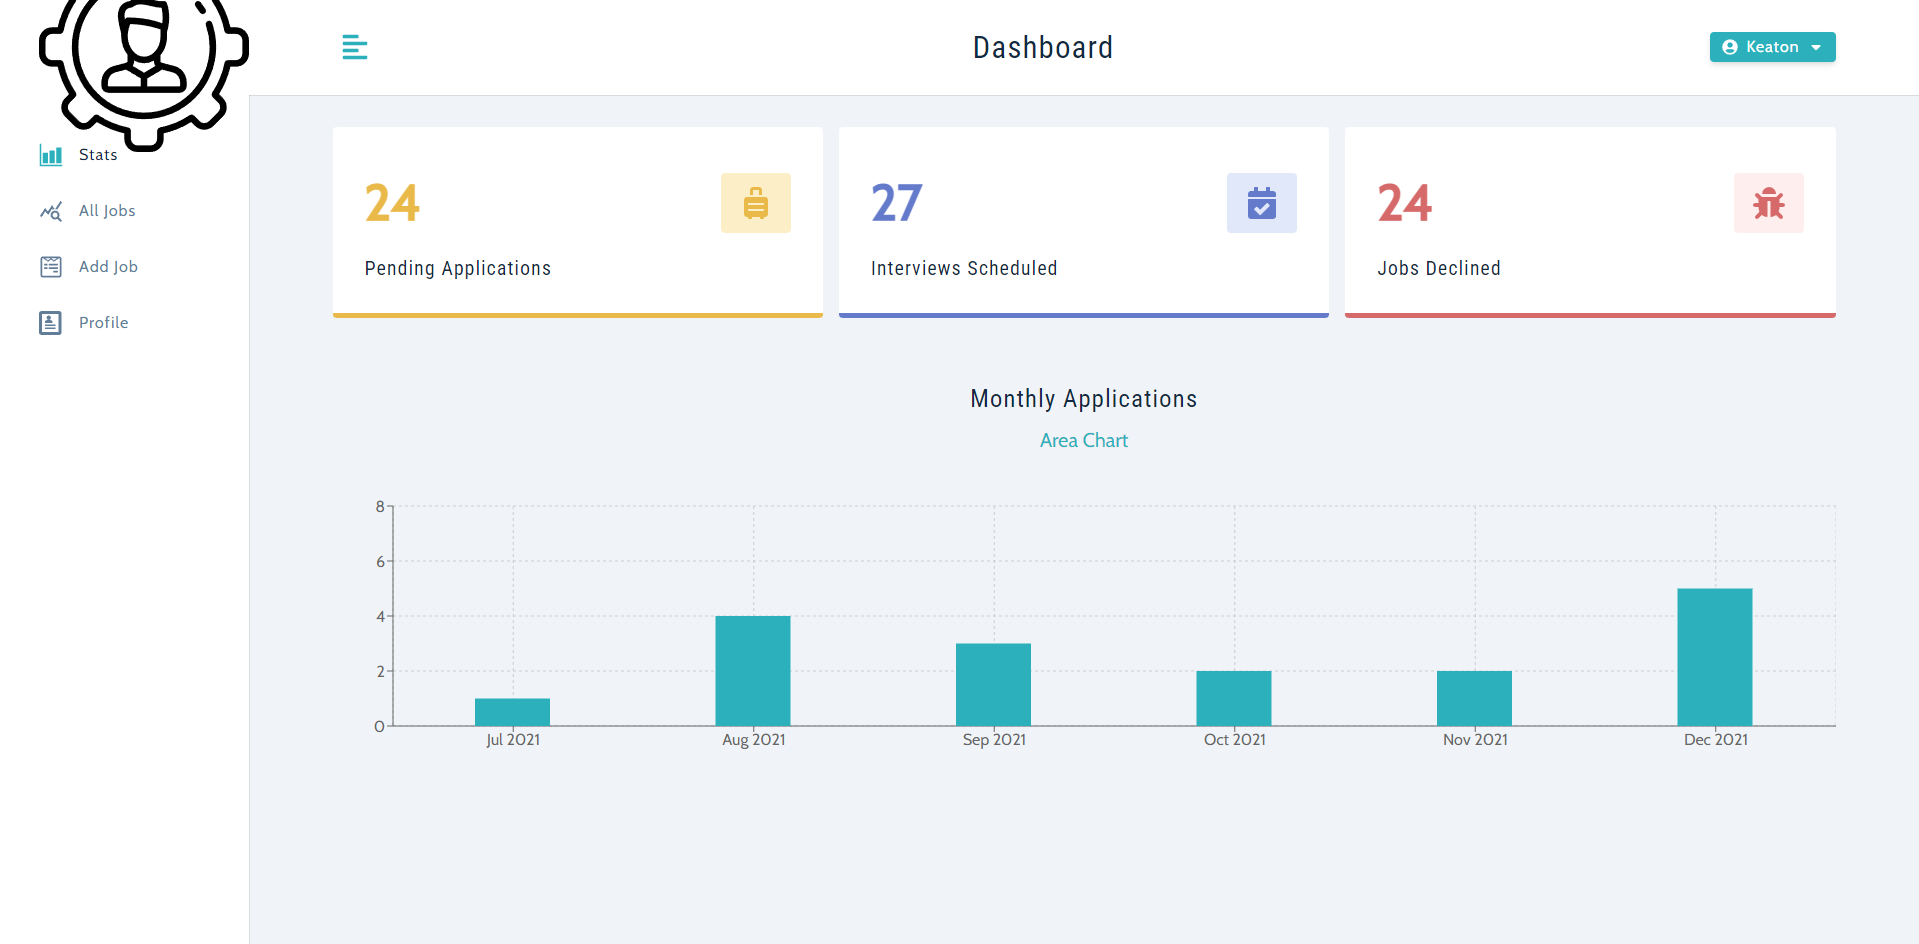 Dashboard
Keaton
Stats
All Jobs
Add Job
Profile
24
Pending Applications
27
Interviews Scheduled
24
Jobs Declined
Monthly Applications
Area Chart
8
6
4
2
0
Jul 2021 Aug 2021 Sep 2021 Oct 2021 Nov 2021 Dec 2021